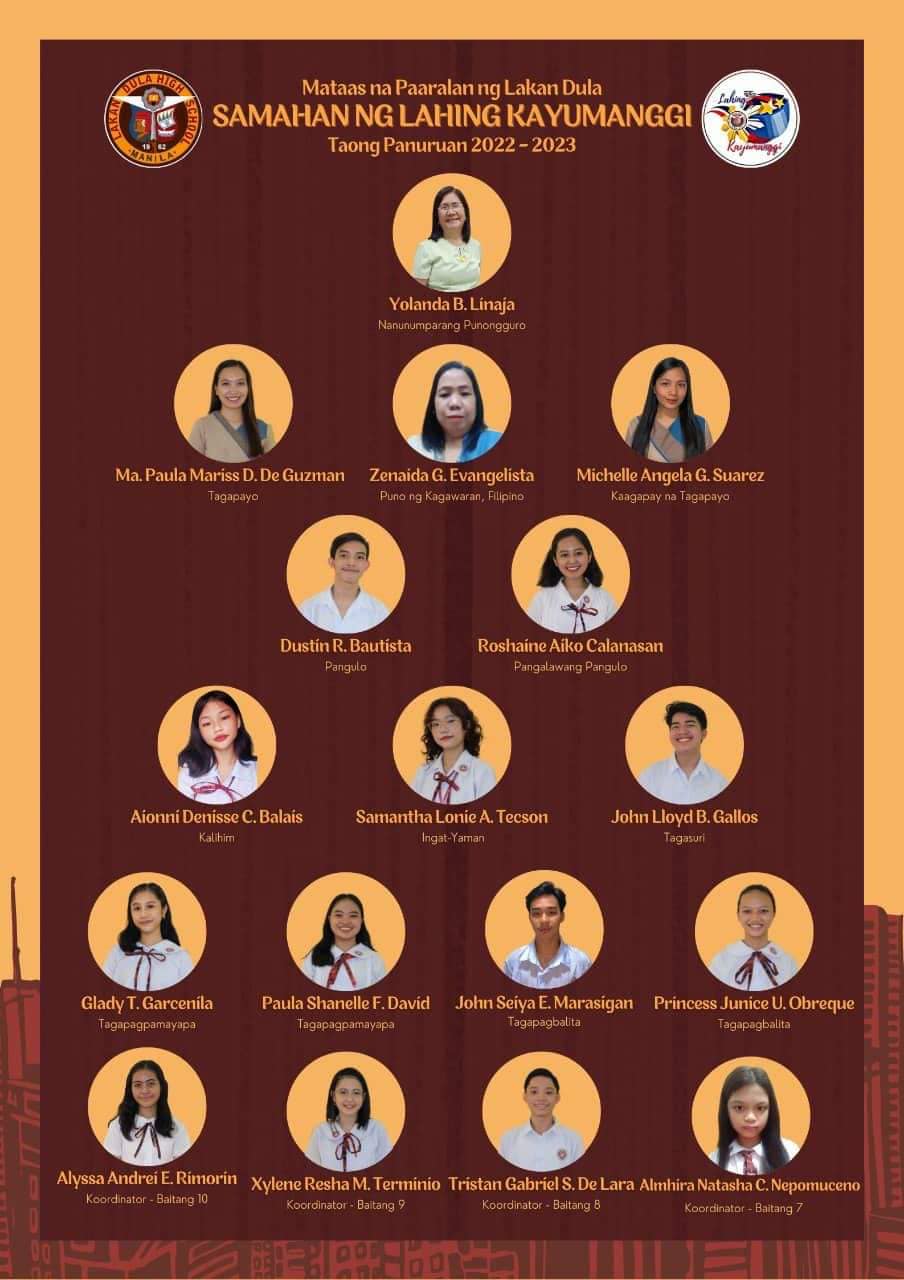 LAKAN DULA HIGH SCHOOL
1962
MANILA
Mataas na Paaralan ng Lakan Dula
SAMAHAN NG LAHING KAYUMANGGI
Taong Panuruan 2022 - 2023
Lahing
Kayumanggi
Yolanda B. Linaja
Nanunumparang Punongguro
Ma. Paula Mariss D. De Guzman
Tagapayo
Zenaida G. Evangelista
Puno ng Kagawaran, Filipino
Michelle Angela G. Suarez
Kaagapay na Tagapayo
Dustin R. Bautista
Pangulo
Roshaine Aiko Calanasan
Pangalawang Pangulo
Aionni Denisse C. Balais
Kalihim
Samantha Lonie A. Tecson
Ingat-Yaman
John Lloyd B. Gallos
Tagasuri
Glady T. Garcenila
Tagapagpamayapa
Paula Shanelle F. David
Tagapagpamayapa
John Seiya E. Marasigan
Tagapagbalita
Princess Junice U. Obreque
Tagapagbalita
Alyssa Andrei E. Rimorin
Koordinator - Baitang 10
Xylene Resha M. Terminio
Koordinator - Baitang 9
Tristan Gabriel S. De Lara
Koordinator - Baitang 8
Almhira Natasha C. Nepomuceno
Koordinator - Baitang 7